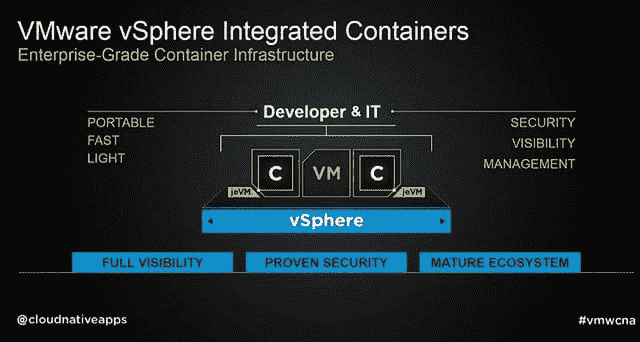 VMware vSphere Integrated Containers
Enterprise-Grade Container Infrastructure
Developer & IT
PORTABLE
FAST
LIGHT
SECURITY
VISIBILITY
MANAGEMENT
C
VM
C
jeVM
jeVM
vSphere
FULL VISIBILITY
PROVEN SECURITY
MATURE ECOSYSTEM
@cloudnativeapps
#vmwcna